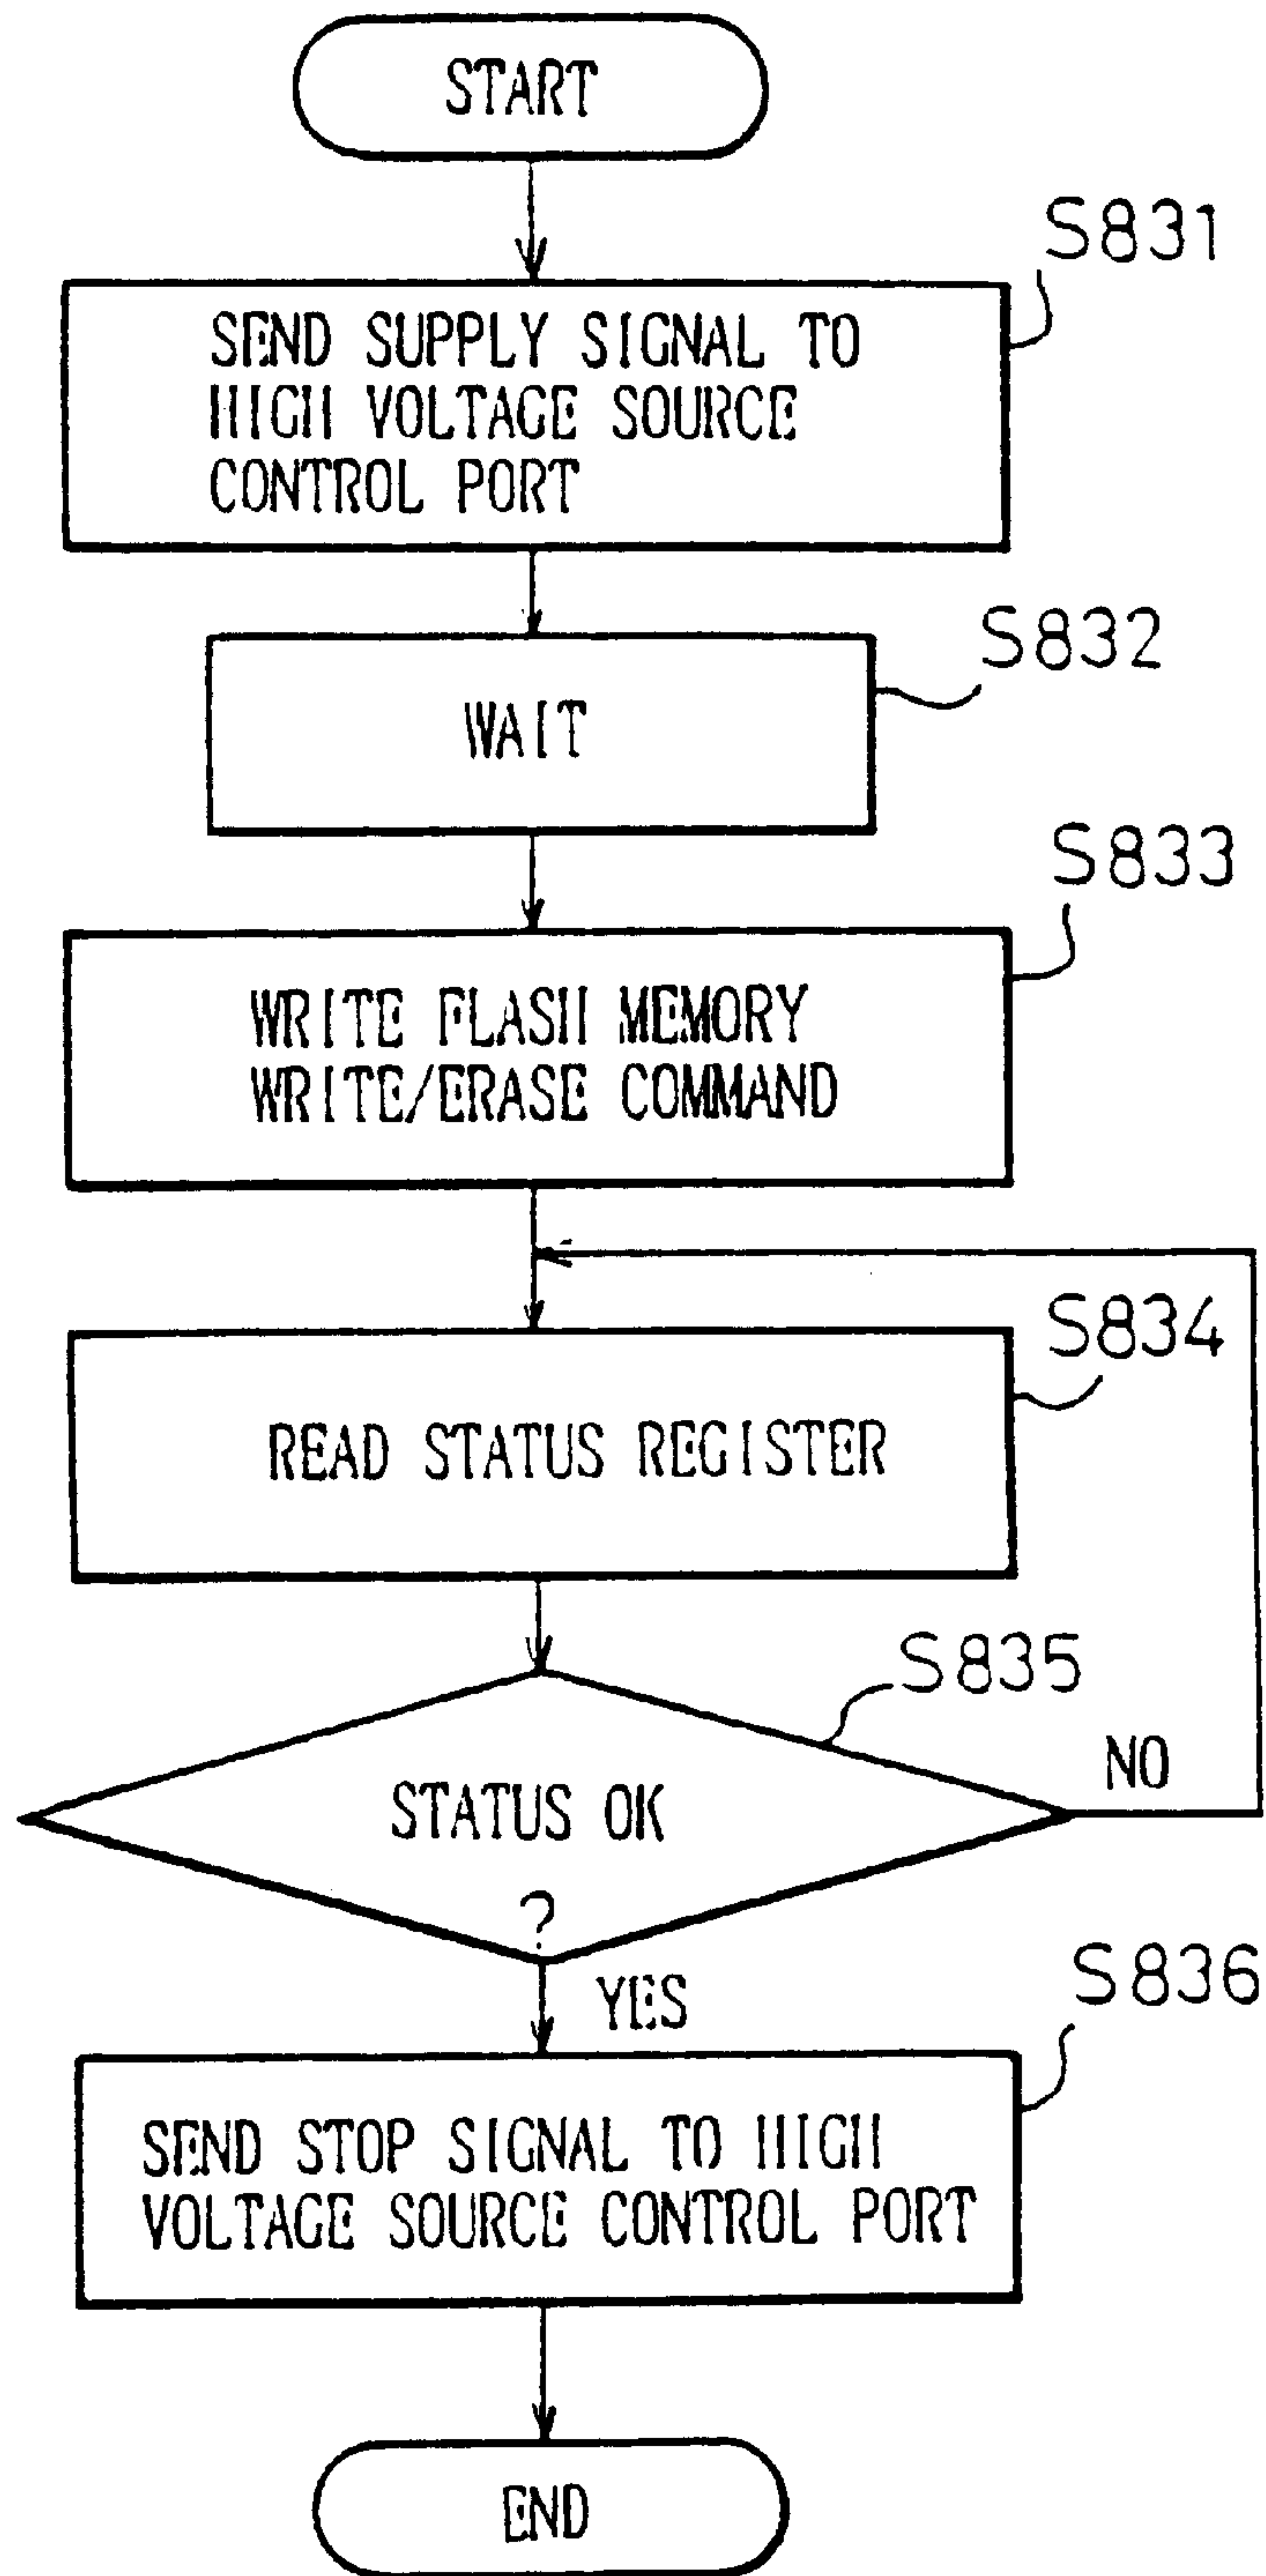 START
S831
SEND SUPPLY SIGNAL TO
HIGH VOLTAGE SOURCE
CONTROL PORT
S832
WAIT
S833
WRITE FLASH MEMORY
WRITE/ERASE COMMAND
S834
READ STATUS REGISTER
S835
NO
STATUS OK
?
YES
S836
SEND STOP SIGNAL TO HIGH
VOLTAGE SOURCE CONTROL PORT
END